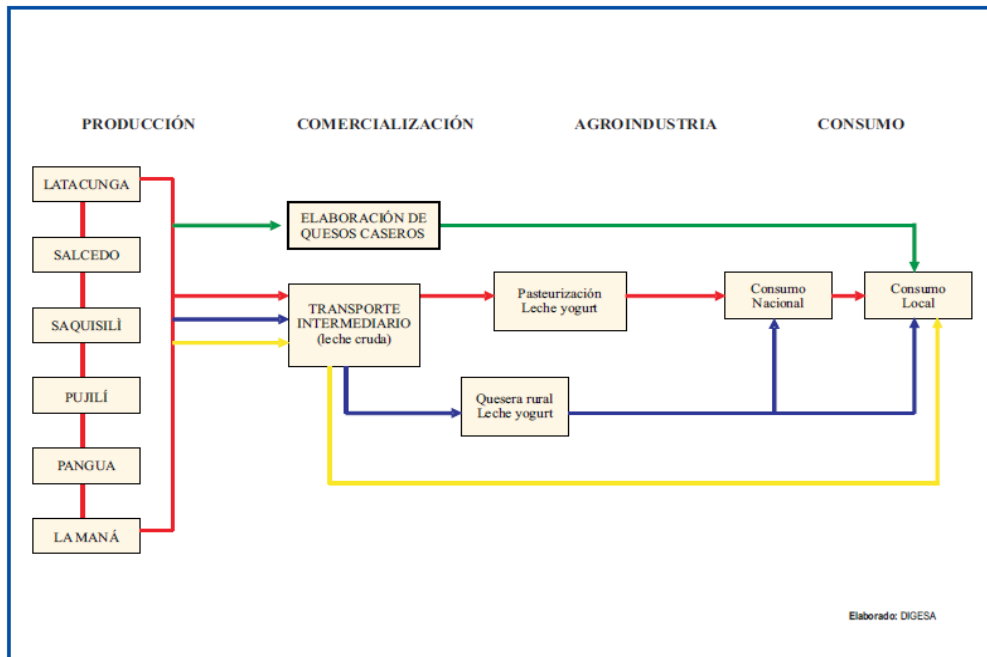 PRODUCCIÓN
COMERCIALIZACIÓN
AGROINDUSTRIA
CONSUMO
LATACUNGA
SALCEDO
SAQUISILÌ
PUJILÍ
PANGUA
LA MANÁ
ELABORACIÓN DE
QUESOS CASEROS
TRANSPORTE
INTERMEDIARIO
(leche cruda)
Pasteurización
Leche yogurt
Quesera rural
Leche yogurt
Consumo
Nacional
Consumo
Local
Elaborado: DIGESA